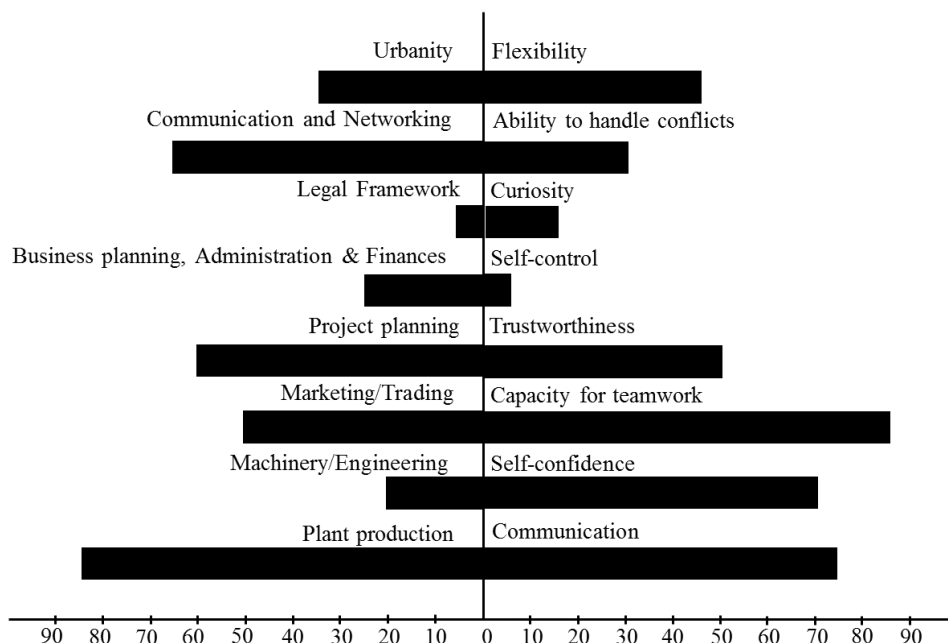 Urbanity Flexibility
Communication and Networking Ability to handle conflicts
Legal Framework Curiosity
Business planning, Administration & Finances Self-control
Project planning Trustworthiness
Marketing/Trading Capacity for teamwork
Machinery/Engineering Self-confidence
Plant production Communication
90 80 70 60 50 40 30 20 10 0 10 20 30 40 50 60 70 80 90